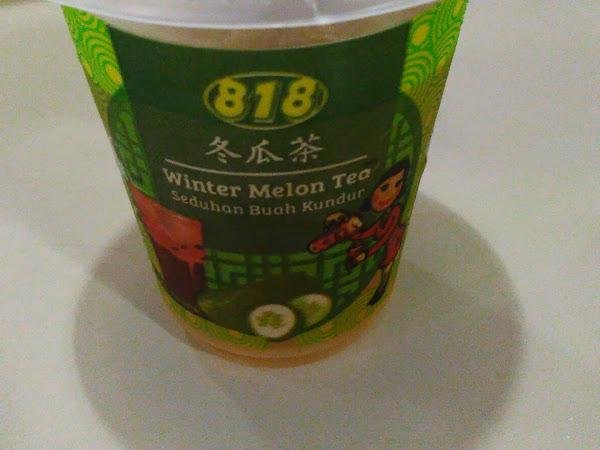 818
冬瓜茶
Winter Melon Tea
Seduhan Buah Kundur